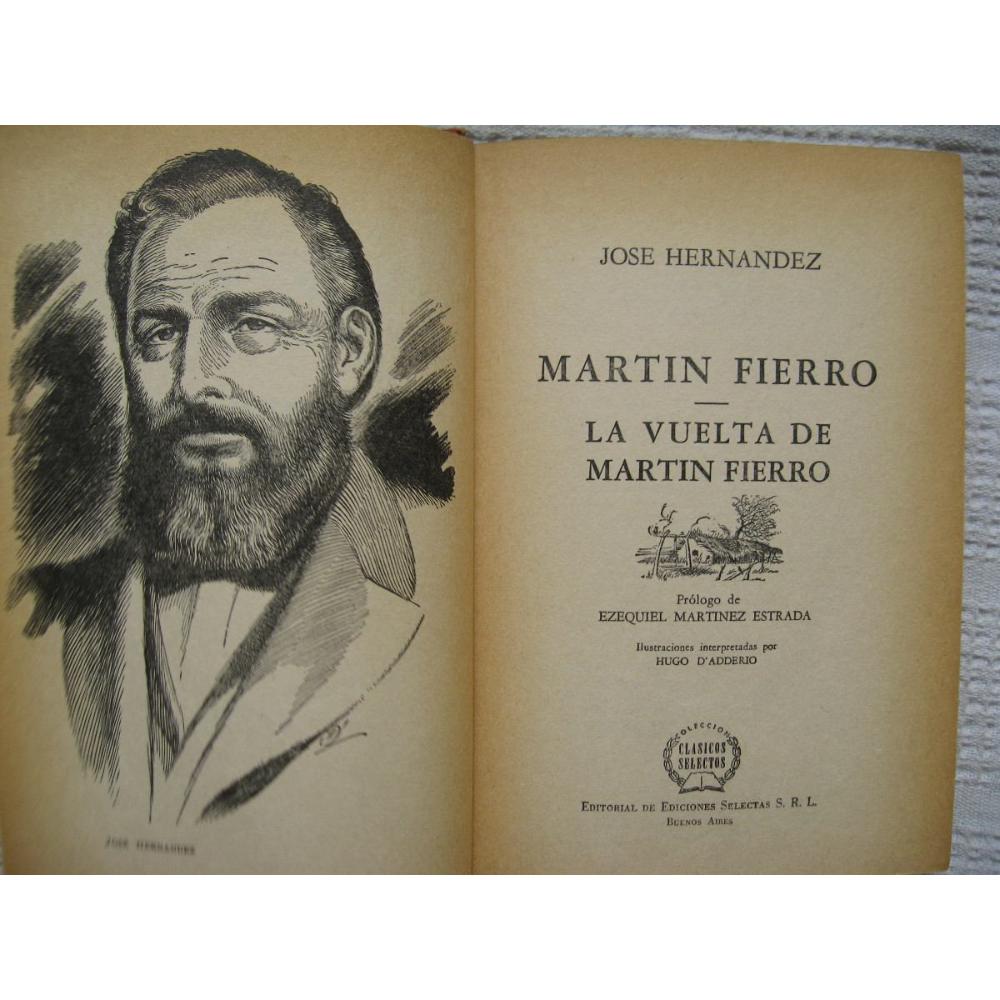 JOSE HERNANDEZ
JOSE HERNANDEZ
MARTIN FIERRO
LA VUELTA DE
MARTIN FIERRO
Prólogo de
EZEQUIEL MARTINEZ ESTRADA
Ilustraciones interpretadas por
HUGO D'ADDERIO
COLECCION
CLASICOS
SELECTOS
EDITORIAL DE EDICIONES SELECTAS S. R. L.
BUENOS AIRES